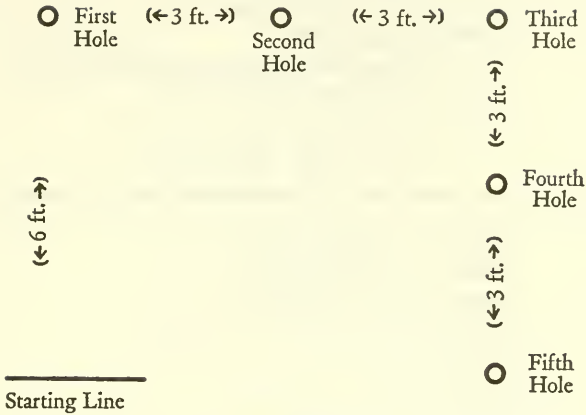 First
Hole
(← 3 ft. →)
Second
Hole
(← 3 ft. →)
Third
Hole
(← 3 ft. →)
Fourth
Hole
(← 6 ft. →)
(← 3 ft. →)
Fifth
Hole
Starting Line